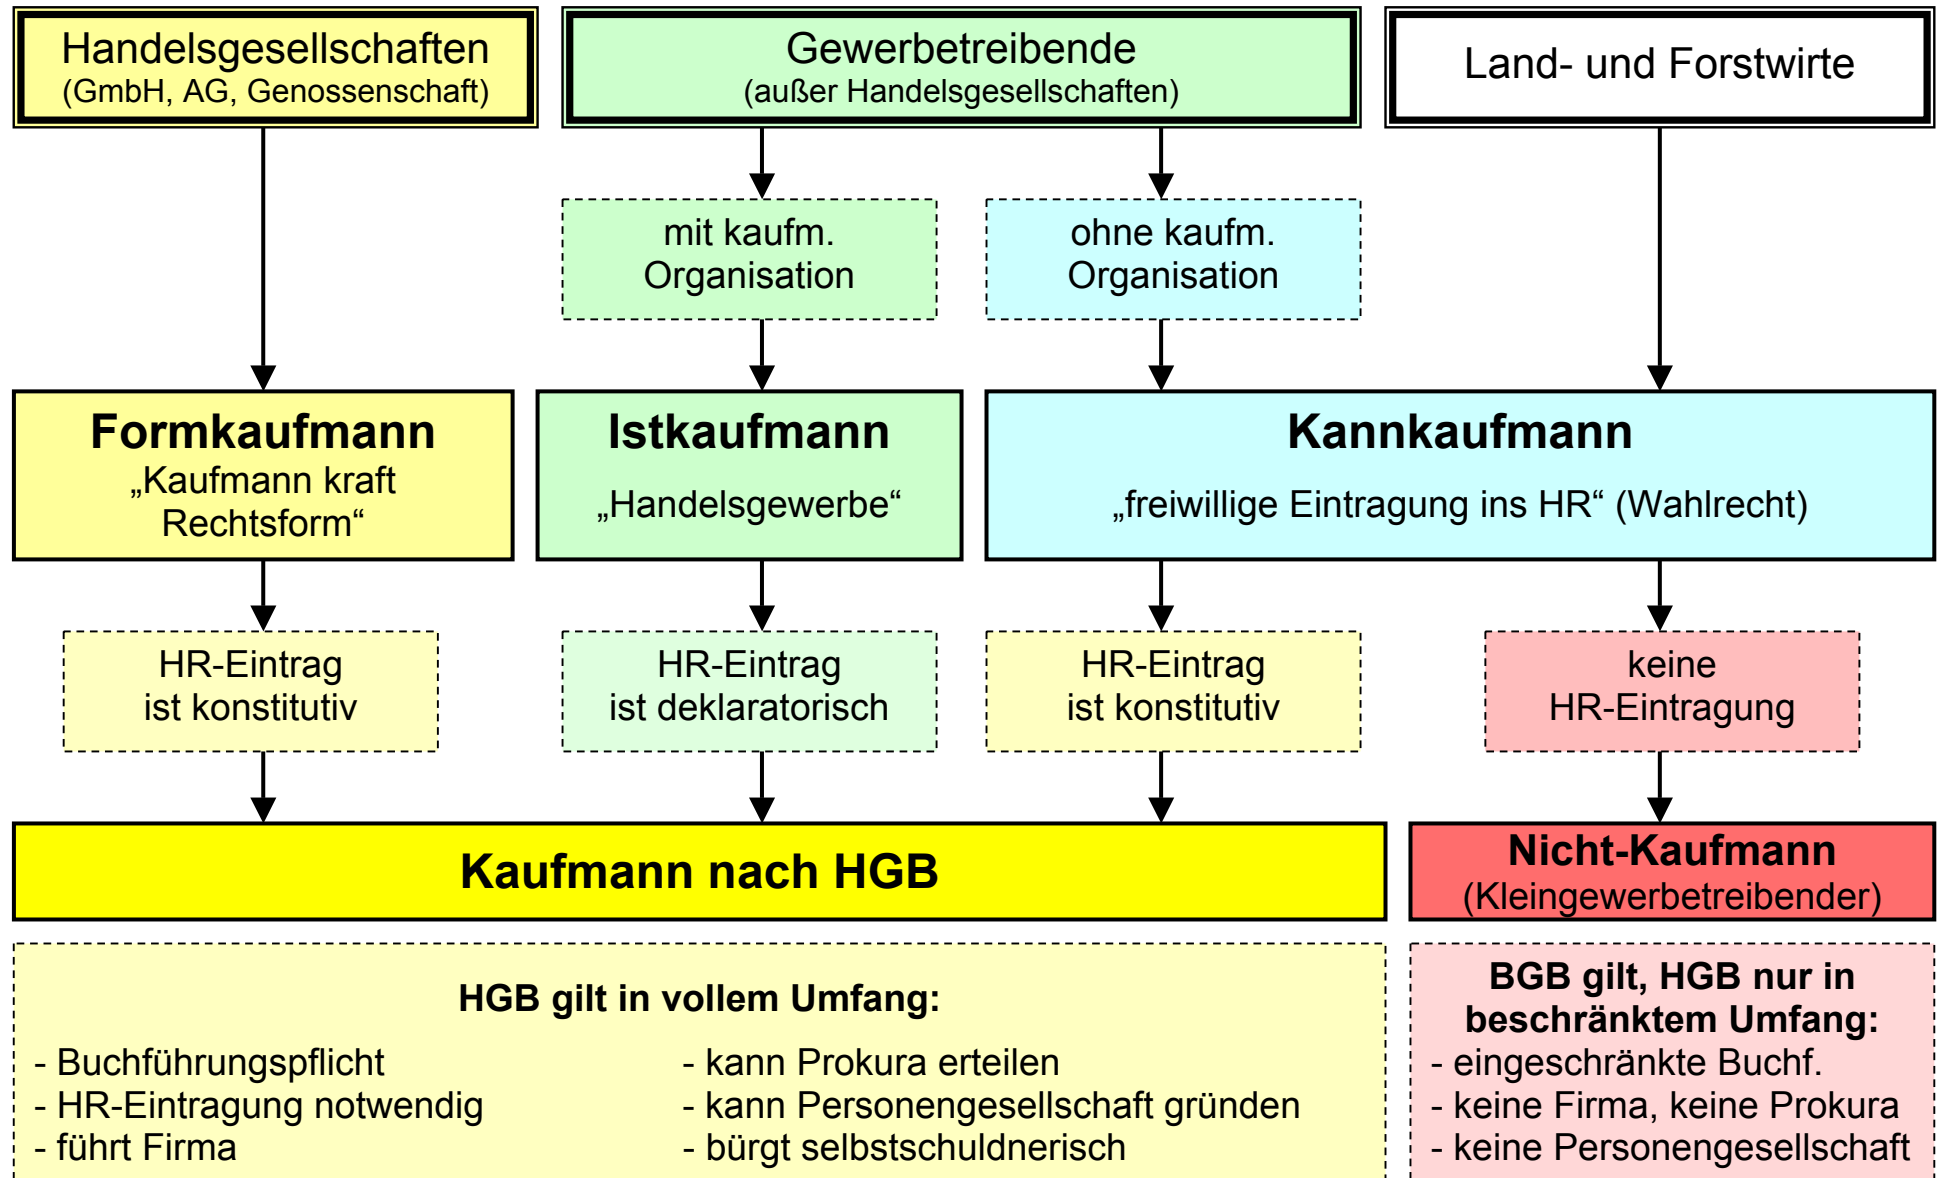 Handelsgesellschaften
(GmbH, AG, Genossenschaft)
Gewerbetreibende
(außer Handelsgesellschaften)
Land- und Forstwirte
mit kaufm.
Organisation
ohne kaufm.
Organisation
Formkaufmann
„Kaufmann kraft
Rechtsform“
Istkaufmann
„Handelsgewerbe“
Kannkaufmann
„freiwillige Eintragung ins HR“ (Wahlrecht)
HR-Eintrag
ist konstitutiv
HR-Eintrag
ist deklaratorisch
HR-Eintrag
ist konstitutiv
keine
HR-Eintragung
Kaufmann nach HGB
Nicht-Kaufmann
(Kleingewerbetreibender)
HGB gilt in vollem Umfang:
- Buchführungspflicht
- HR-Eintragung notwendig
- führt Firma
- kann Prokura erteilen
- kann Personengesellschaft gründen
- bürgt selbstschuldnerisch
BGB gilt, HGB nur in
beschränktem Umfang:
- eingeschränkte Buchf.
- keine Firma, keine Prokura
- keine Personengesellschaft